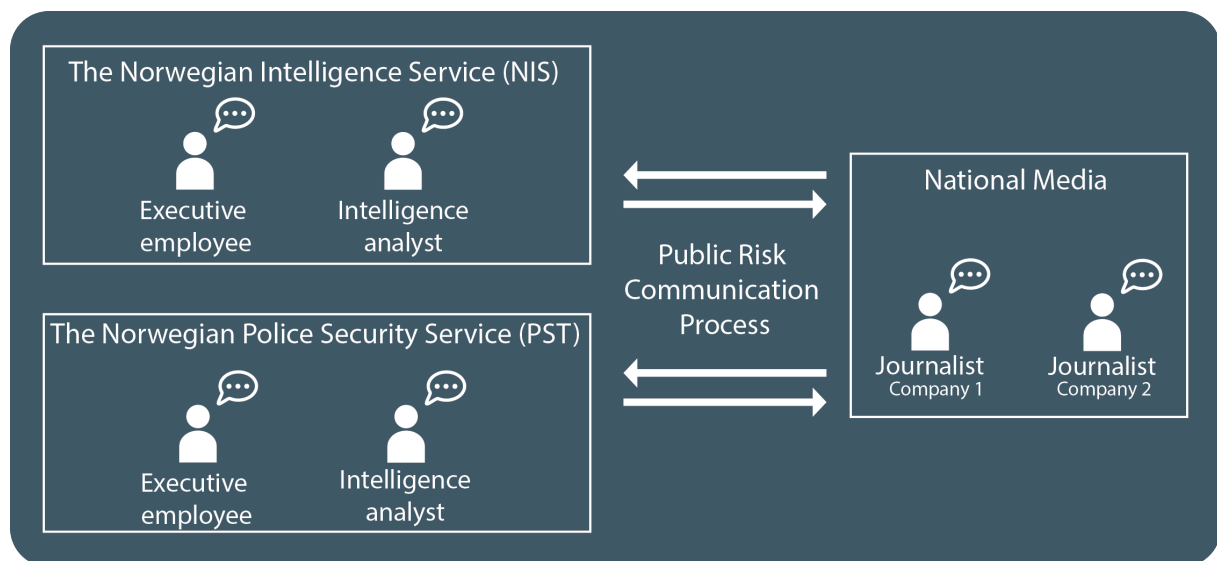 The Norwegian Intelligence Service (NIS)
Executive
employee
Intelligence
analyst
The Norwegian Police Security Service (PST)
Executive
employee
Intelligence
analyst
Public Risk
Communication
Process
National Media
Journalist
Company 1
Journalist
Company 2